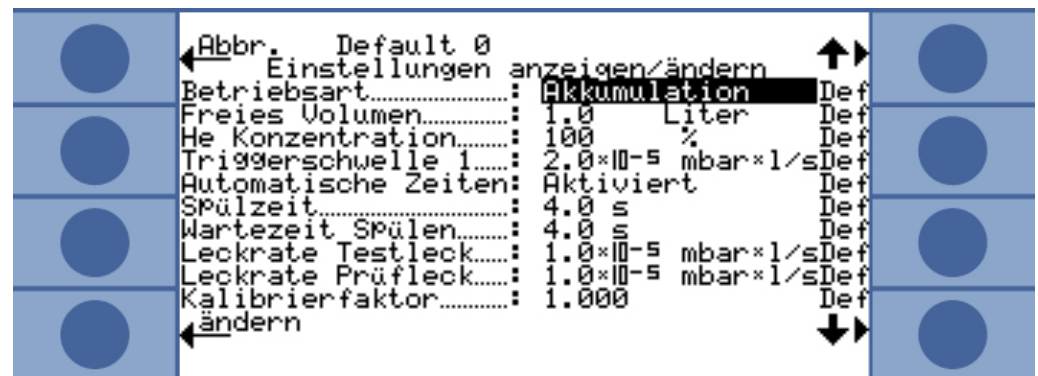 Abbr. Default 0
Einstellungen anzeigen/ändern
Betriebsart……………………: Akkumulation Def
Freies Volumen……………: 1.0 Liter Def
He Konzentration………: 100 % Def
Triggerschwelle 1……: 2.0×10⁻⁵ mbar×l/sDef
Automatische Zeiten: Aktiviert Def
Spülzeit……………………………: 4.0 s Def
Wartezeit Spülen………: 4.0 s Def
Leckrate Testleck……: 1.0×10⁻⁵ mbar×l/sDef
Leckrate Prüfleck……: 1.0×10⁻⁵ mbar×l/sDef
Kalibrierfaktor…………: 1.000 Def
ändern